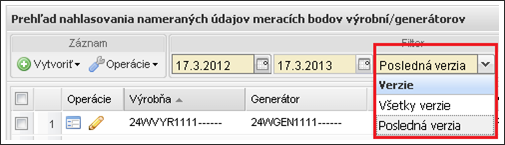 Prehľad nahlasovania nameraných údajov meracích bodov výrobní/generátorov
Záznam
Filter
Vytvoriť
Operácie
17.3.2012
17.3.2013
Posledná verzia
Verzie
Všetky verzie
Posledná verzia
Operácie
Výrobňa
Generátor
1
24WVYR1111------
24WGEN1111------